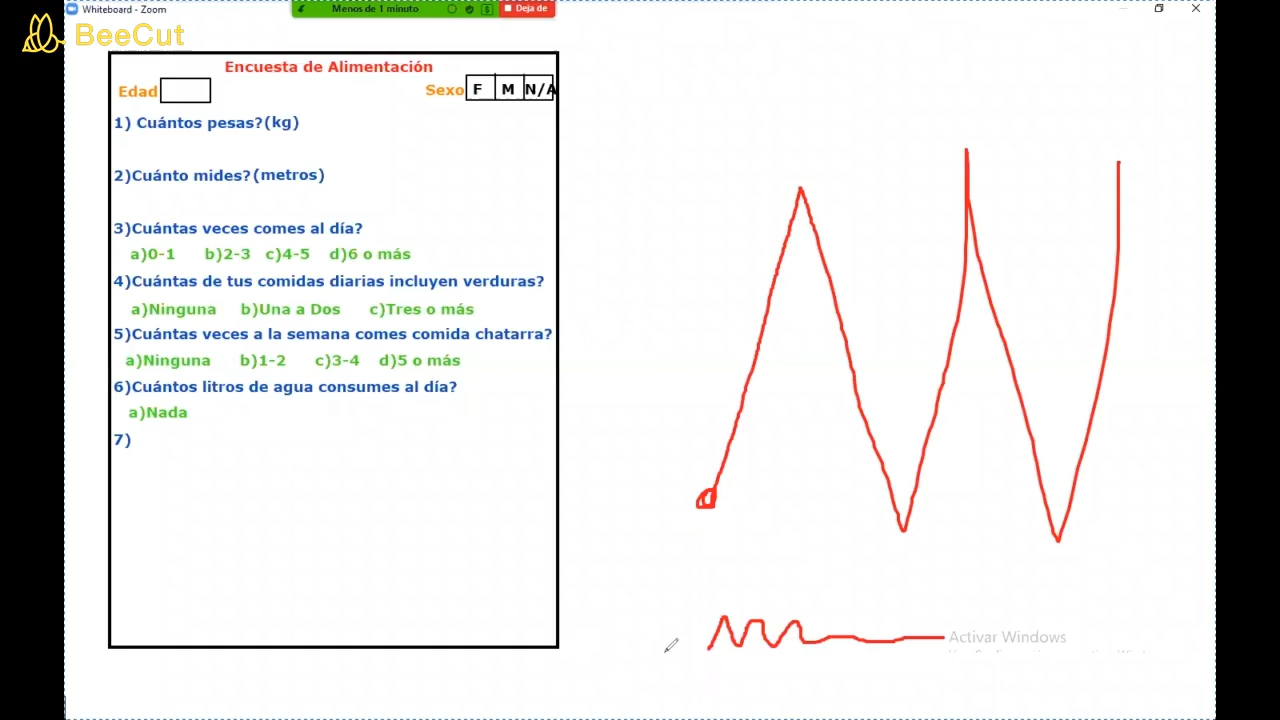 Whiteboard - Zoom
Menos de 1 minuto
Deja de
BeeCut
Encuesta de Alimentación
Edad
Sexo F M N/A
1) Cuántos pesas?(kg)
2)Cuánto mides?(metros)
3)Cuántas veces comes al día?
a)0-1 b)2-3 c)4-5 d)6 o más
4)Cuántas de tus comidas diarias incluyen verduras?
a)Ninguna b)Una a Dos c)Tres o más
5)Cuántas veces a la semana comes comida chatarra?
a)Ninguna b)1-2 c)3-4 d)5 o más
6)Cuántos litros de agua consumes al día?
a)Nada
7)
Activar Windows